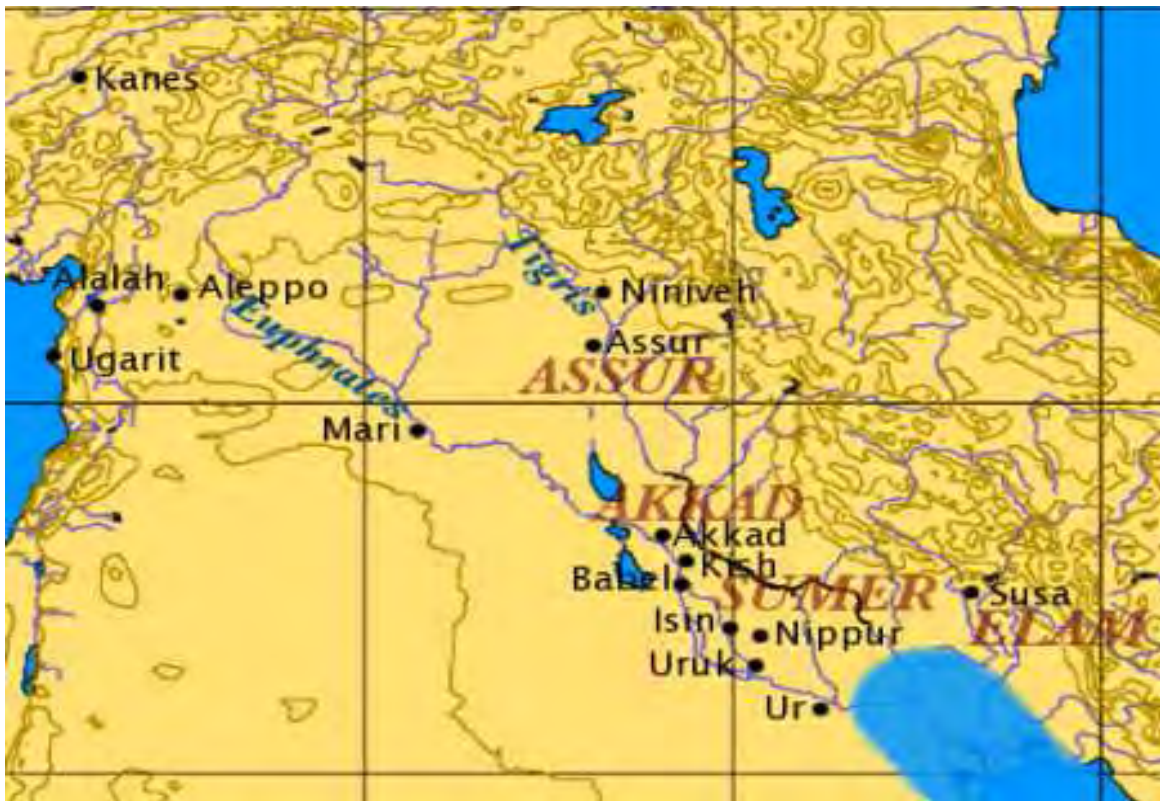 Kanes
Tigris
Alalah
Aleppo
Niniveh
Euphrates
Ugarit
Assur
ASSUR
Mari
AKKAD
Akkad
Kish
Babel
SUMER
Susa
Isin
Nippur
ELAM
Uruk
Ur